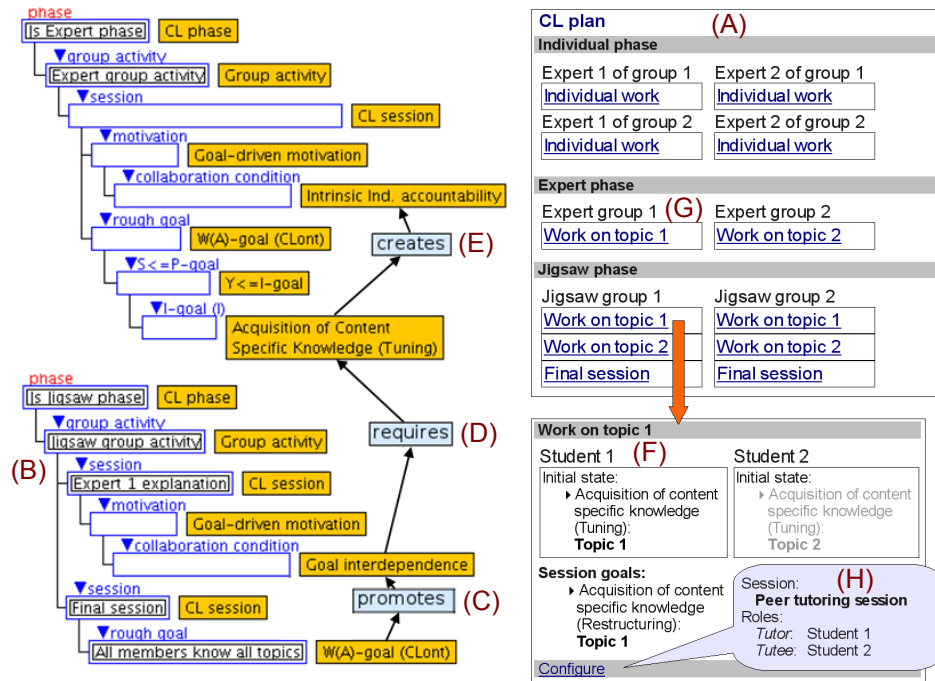 phase
Js Expert phase
CL phase
group activity
Expert group activity
Group activity
session
CL session
motivation
Goal-driven motivation
collaboration condition
Intrinsic Ind. accountability
rough goal
W(A)-goal (CLont)
creates
(E)
S<=P-goal
Y<=I-goal
I-goal (I)
Acquisition of Content
Specific Knowledge (Tuning)
phase
Js Jigsaw phase
CL phase
group activity
Jigsaw group activity
Group activity
requires
(D)
(B)
session
Expert 1 explanation
CL session
motivation
Goal-driven motivation
collaboration condition
Goal interdependence
session
Final session
CL session
promotes
(C)
rough goal
All members know all topics
W(A)-goal (CLont)
CL plan
(A)
Individual phase
Expert 1 of group 1
Expert 2 of group 1
Individual work
Individual work
Expert 1 of group 2
Expert 2 of group 2
Individual work
Individual work
Expert phase
Expert group 1
(G)
Expert group 2
Work on topic 1
Work on topic 2
Jigsaw phase
Jigsaw group 1
Jigsaw group 2
Work on topic 1
Work on topic 1
Work on topic 2
Work on topic 2
Final session
Final session
Work on topic 1
(F)
Student 1
Student 2
Initial state:
Acquisition of content
specific knowledge
(Tuning):
Topic 1
Initial state:
Acquisition of content
specific knowledge
(Tuning):
Topic 2
Session goals:
Acquisition of content
specific knowledge
(Restructuring):
Topic 1
(H)
Session:
Peer tutoring session
Roles:
Tutor: Student 1
Tutee: Student 2
Configure